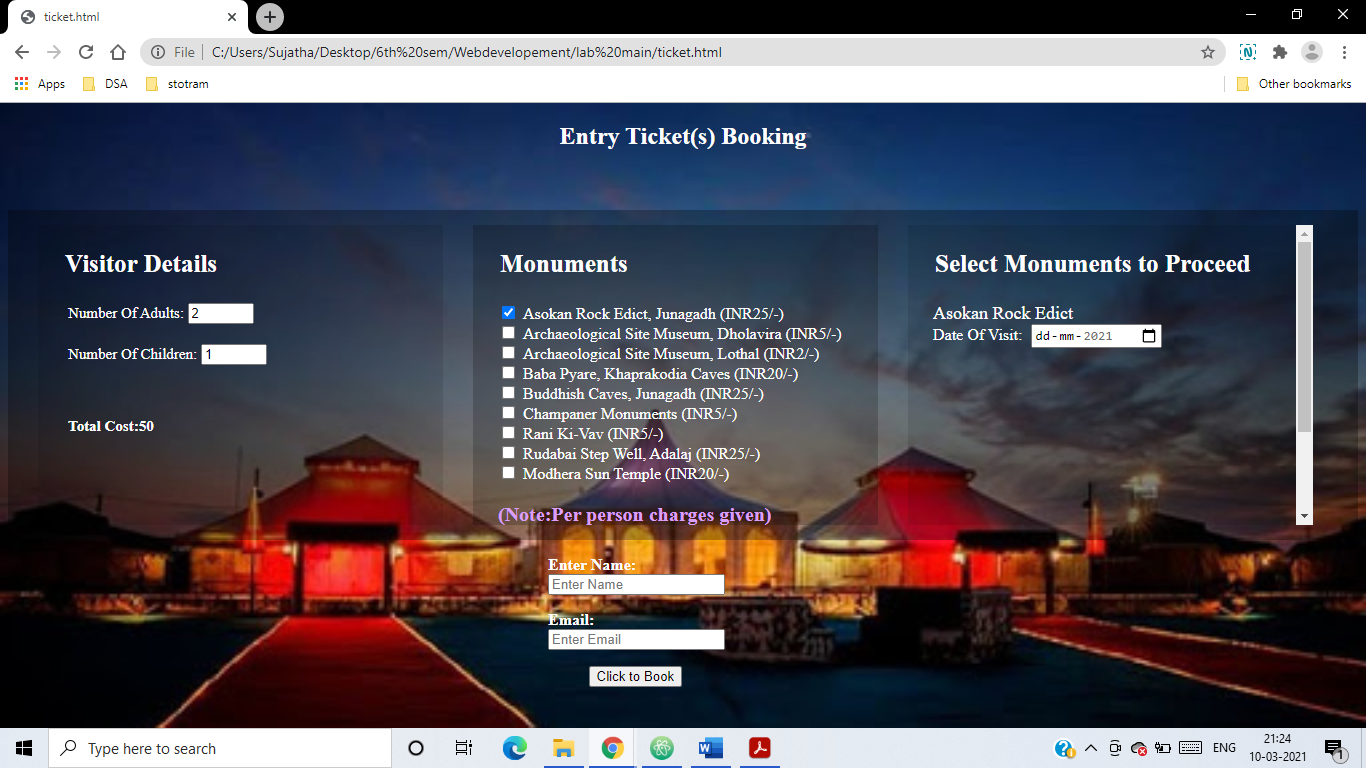 ticket.html
File
C:/Users/Sujatha/Desktop/6th%20sem/Webdevelopement/lab%20main/ticket.html
Apps
DSA
stotram
Other bookmarks
Entry Ticket(s) Booking
Visitor Details
Number Of Adults: 2
Number Of Children: 1
Total Cost:50
Monuments
Asokan Rock Edict, Junagadh (INR25/-)
Archaeological Site Museum, Dholavira (INR5/-)
Archaeological Site Museum, Lothal (INR2/-)
Baba Pyare, Khaprakodia Caves (INR20/-)
Buddhish Caves, Junagadh (INR25/-)
Champaner Monuments (INR5/-)
Rani Ki-Vav (INR5/-)
Rudabai Step Well, Adalaj (INR25/-)
Modhera Sun Temple (INR20/-)
(Note:Per person charges given)
Select Monuments to Proceed
Asokan Rock Edict
Date Of Visit: dd-mm-2021
Enter Name:
Enter Name
Email:
Enter Email
Click to Book
Type here to search
ENG
21:24
10-03-2021
1